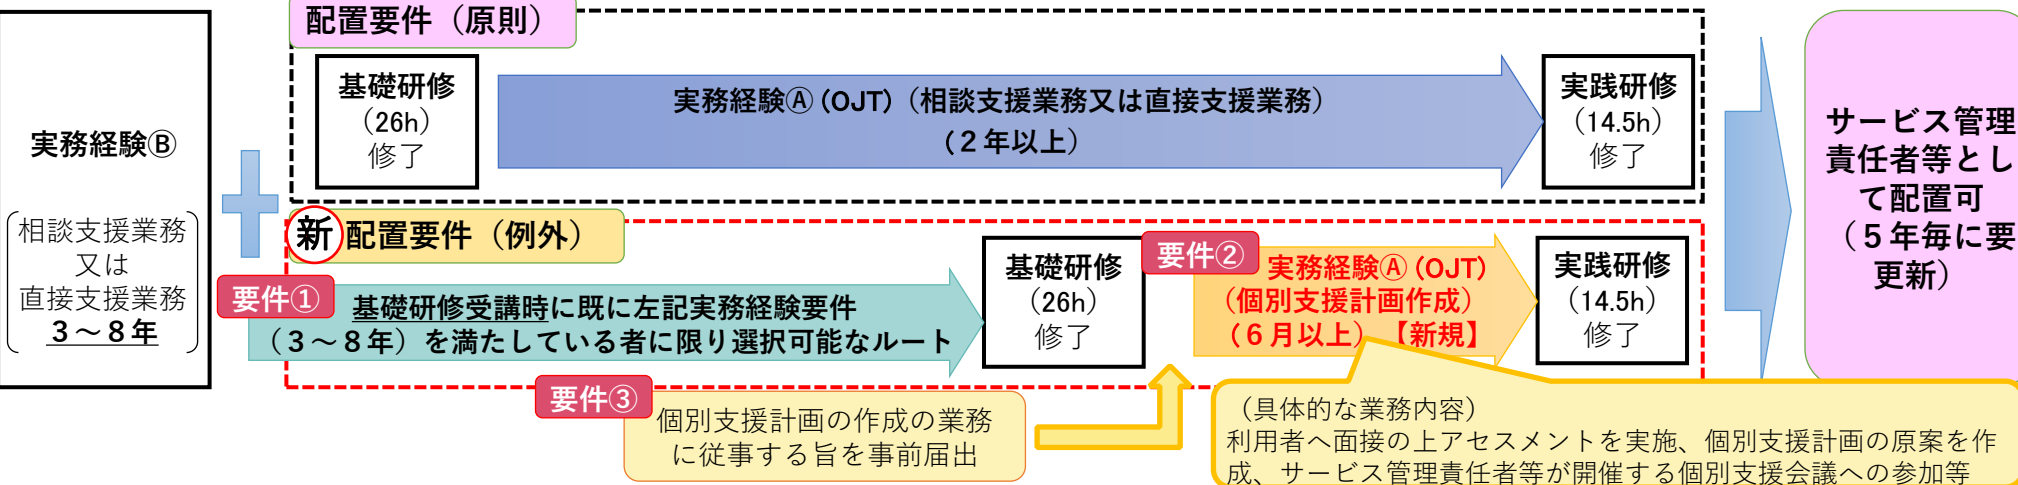 実務経験Ⓑ
相談支援業務
又は
直接支援業務
３～８年
配置要件（原則）
基礎研修
（26h）
修了
実務経験Ⓐ (OJT)（相談支援業務又は直接支援業務）
（２年以上）
実践研修
（14.5h）
修了
新 配置要件（例外）
要件①
基礎研修受講時に既に左記実務経験要件
（３～８年）を満たしている者に限り選択可能なルート
基礎研修
（26h）
修了
要件②
実務経験Ⓐ (OJT)
（個別支援計画作成）
（６月以上）【新規】
実践研修
（14.5h）
修了
要件③
個別支援計画の作成の業務
に従事する旨を事前届出
（具体的な業務内容）
利用者へ面接の上アセスメントを実施、個別支援計画の原案を作
成、サービス管理責任者等が開催する個別支援会議への参加等
サービス管理
責任者等とし
て配置可
（５年毎に要
更新）